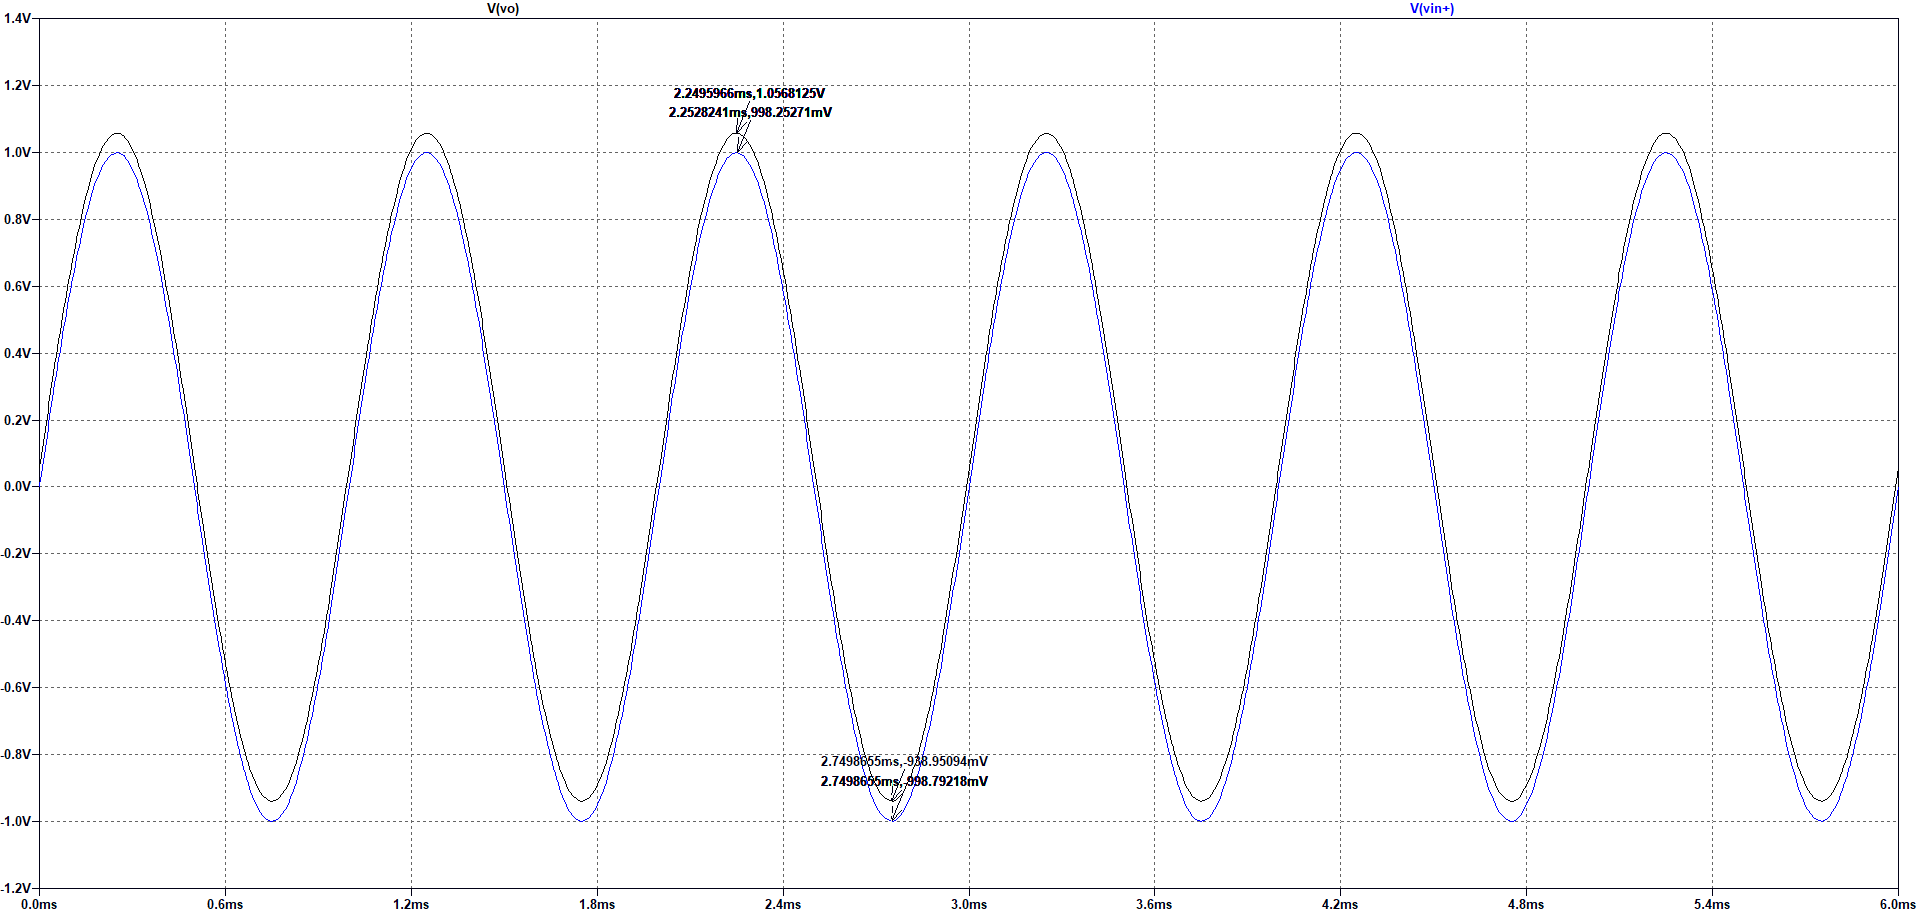 V(vo) V(vin+)
1.4V
1.2V
2.2495966ms,1.0568125V
2.2528241ms,998.25271mV
1.0V
0.8V
0.6V
0.4V
0.2V
0.0V
-0.2V
-0.4V
-0.6V
-0.8V
2.7498655ms,-938.95094mV
2.7498655ms,-998.79218mV
-1.0V
-1.2V
0.0ms 0.6ms 1.2ms 1.8ms 2.4ms 3.0ms 3.6ms 4.2ms 4.8ms 5.4ms 6.0ms